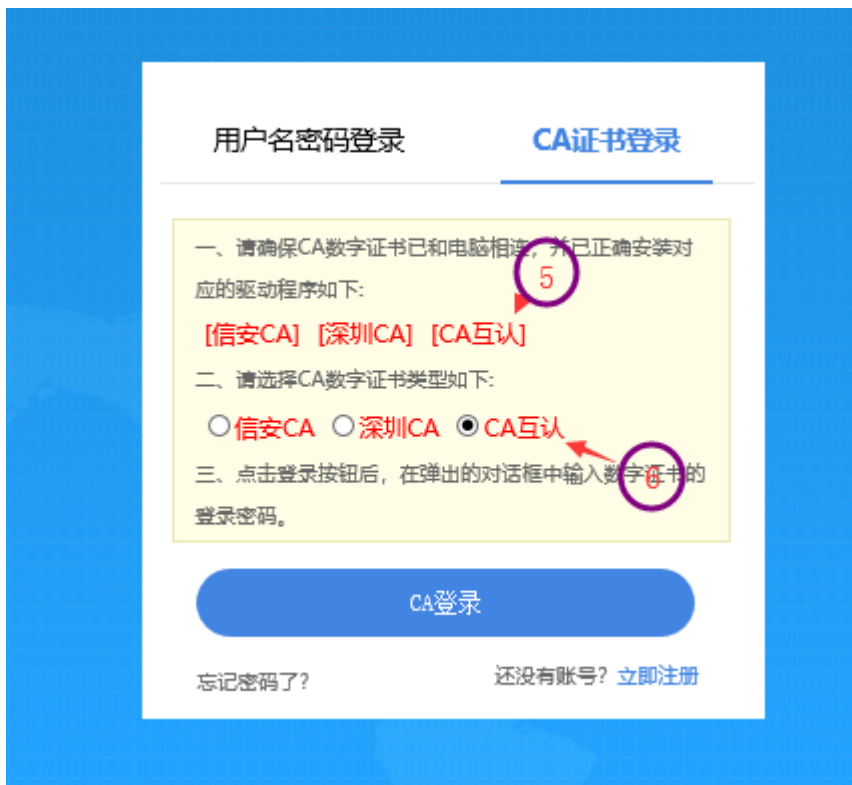 用户名密码登录 CA证书登录
一、请确保CA数字证书已和电脑相连，并已正确安装对
应的驱动程序如下:
5
[信安CA] [深圳CA] [CA互认]
二、请选择CA数字证书类型如下:
信安CA 深圳CA CA互认
三、点击登录按钮后，在弹出的对话框中输入数字证书的
6
登录密码。
CA登录
忘记密码了? 还没有账号? 立即注册